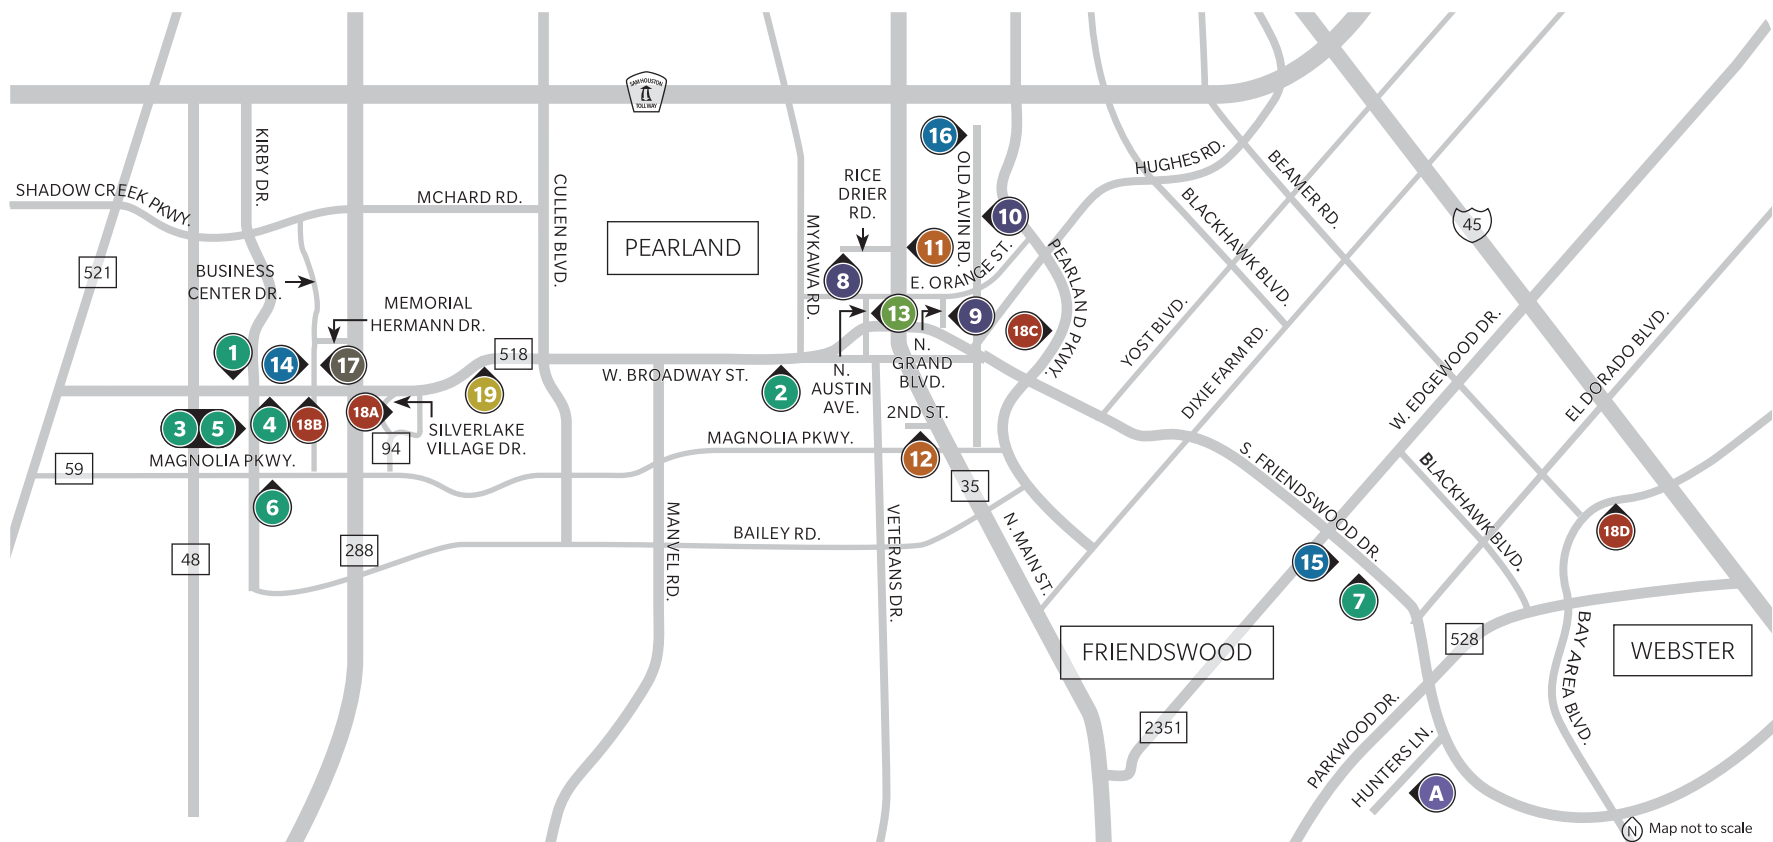 SAM HOUSTON
TOLLWAY
KIRBY DR.
SHADOW CREEK PKWY.
MCHARD RD.
CULLEN BLVD.
PEARLAND
RICE
DRIER
RD.
16
OLD ALVIN RD.
10
11
HUGHES RD.
BEAMER RD.
BLACKHAWK BLVD.
45
521
BUSINESS
CENTER DR.
MEMORIAL
HERMANN DR.
MYKAWA RD.
8
E. ORANGE ST.
PEARLAND PKWY.
13
9
18C
N.
GRAND
BLVD.
N.
AUSTIN
AVE.
YOST BLVD.
DIXIE FARM RD.
W. EDGEWOOD DR.
EL DORADO BLVD.
1
14
17
518
W. BROADWAY ST.
2
19
3
5
4
18B
18A
SILVERLAKE
VILLAGE DR.
94
2ND ST.
MAGNOLIA PKWY.
12
59
MAGNOLIA PKWY.
6
35
S. FRIENDSWOOD DR.
BLACKHAWK BLVD.
18D
48
288
MANVEL RD.
BAILEY RD.
VETERANS DR.
N. MAIN ST.
15
7
FRIENDSWOOD
528
BAY AREA BLVD.
WEBSTER
2351
PARKWOOD DR.
HUNTERS LN.
A
N
Map not to scale